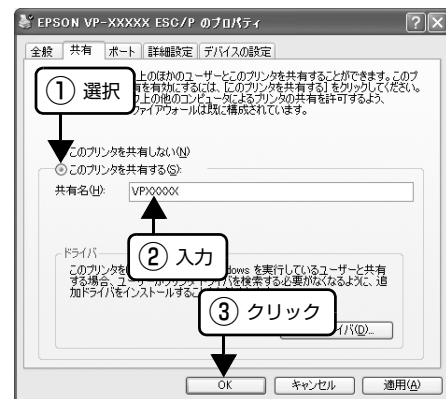 EPSON VP-XXXXX ESC/P のプロパティ
全般 共有 ポート 詳細設定 デバイスの設定
上のほかのユーザーとこのプリンタを共有することができます。このプ
有を有効にするには、[このプリンタを共有する] をクリックしてください。
上の他のコンピュータによるプリンタの共有を許可するよう、
ファイアウォールは既に構成されています。
① 選択
このプリンタを共有しない(N)
このプリンタを共有する(S):
共有名(H): VPXXXXX
② 入力
ドライバ
このプリンタを dows を実行しているユーザーと共有
する場合、ユーザーが ドライバを検索する必要がなくなるように、追
加ドライバをインストールすること
③ クリック
イバ(D)...
OK キャンセル 適用(A)